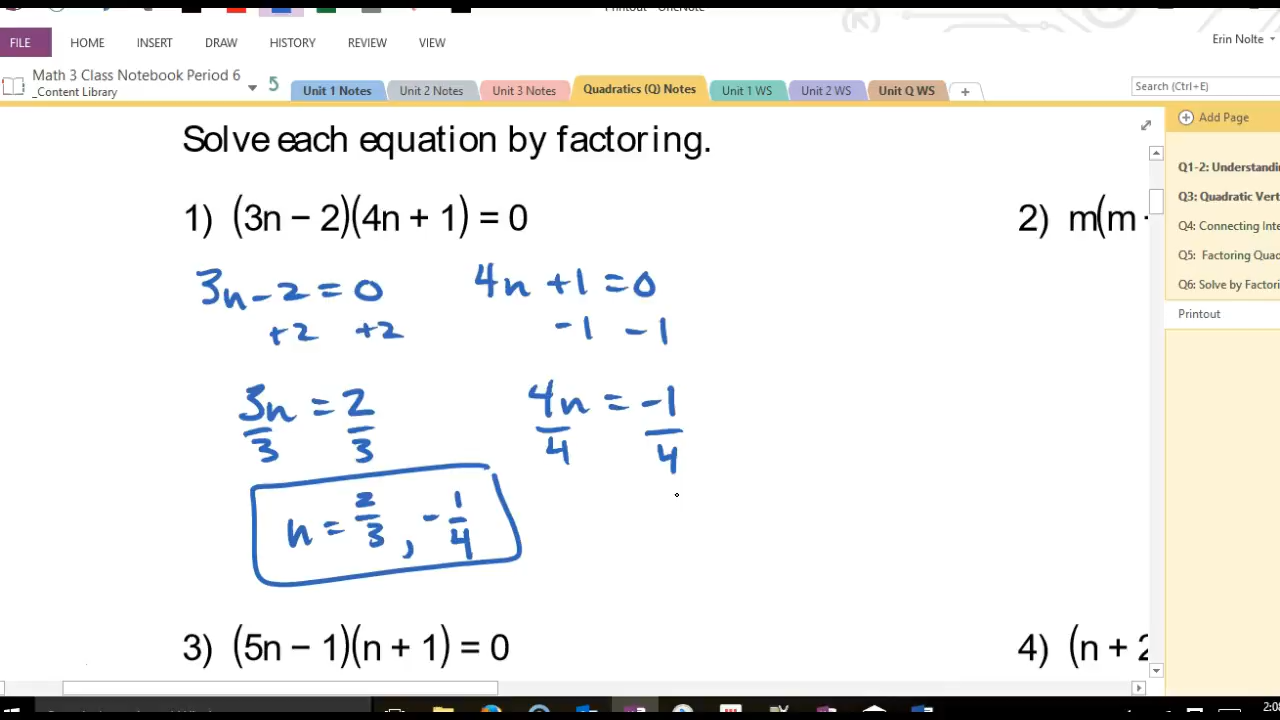 Printout - OneNote
FILE HOME INSERT DRAW HISTORY REVIEW VIEW
Erin Nolte
Math 3 Class Notebook Period 6
_Content Library
Unit 1 Notes Unit 2 Notes Unit 3 Notes Quadratics (Q) Notes Unit 1 WS Unit 2 WS Unit Q WS
Search (Ctrl+E)
Add Page
Q1-2: Understandin
Q3: Quadratic Vert
Q4: Connecting Inte
Q5: Factoring Quad
Q6: Solve by Factori
Printout
Solve each equation by factoring.
1) (3n − 2)(4n + 1) = 0
2) m(m
3n − 2 = 0 4n + 1 = 0
+2 +2 −1 −1
3n = 2 4n = −1
3 3 4 4
n = 2/3, −1/4
3) (5n − 1)(n + 1) = 0
4) (n + 2